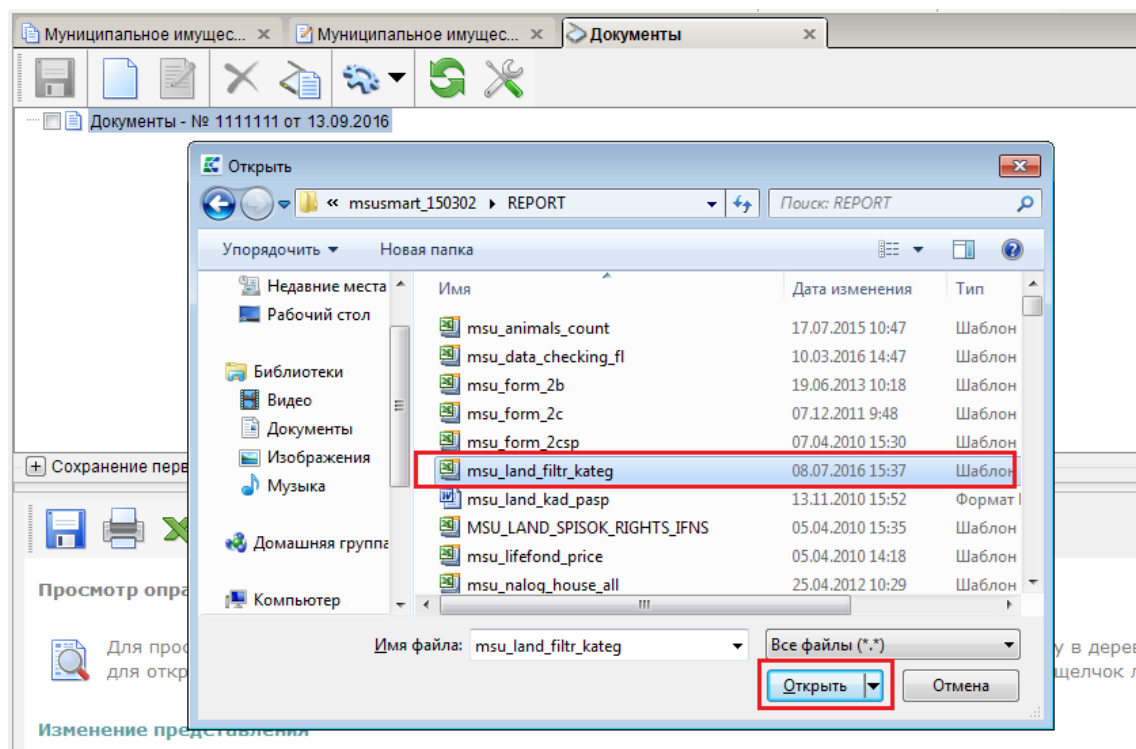 Муниципальное имущес... Муниципальное имущес... Документы
Документы - № 1111111 от 13.09.2016
Открыть
« msusmart_150302 REPORT Поиск: REPORT
Упорядочить Новая папка
Недавние места
Рабочий стол
Библиотеки
Видео
Документы
Изображения
Музыка
Домашняя группа
Компьютер
Имя Дата изменения Тип
msu_animals_count 17.07.2015 10:47 Шаблон
msu_data_checking_fl 10.03.2016 14:47 Шаблон
msu_form_2b 19.06.2013 10:18 Шаблон
msu_form_2c 07.12.2011 9:48 Шаблон
msu_form_2csp 07.04.2010 15:30 Шаблон
msu_land_filtr_kateg 08.07.2016 15:37 Шаблон
msu_land_kad_pasp 13.11.2010 15:52 Формат
MSU_LAND_SPISOK_RIGHTS_IFNS 05.04.2010 15:35 Шаблон
msu_lifefond_price 05.04.2010 14:18 Шаблон
msu_nalog_house_all 25.04.2012 10:29 Шаблон
Имя файла: msu_land_filtr_kateg Все файлы (*.*)
Открыть Отмена
Сохранение перв
Просмотр опра
Для прос у в дерев
для откр щелчок л
Изменение представления